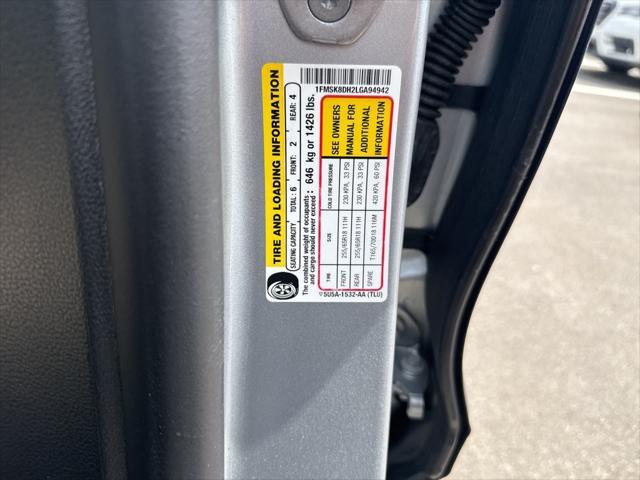 1FMSK8DH2LGA94942
TIRE AND LOADING INFORMATION
SEATING CAPACITY TOTAL: 6 FRONT: 2 REAR: 4
The combined weight of occupants and cargo should never exceed : 646 kg or 1426 lbs.
TIRE SIZE COLD TIRE PRESSURE
FRONT 255/65R18 111H 230 KPA, 33 PSI
REAR 255/65R18 111H 230 KPA, 33 PSI
SPARE T165/70D18 116M 420 KPA, 60 PSI
SEE OWNERS
MANUAL FOR
ADDITIONAL
INFORMATION
5U5A-1532-AA (TLU)